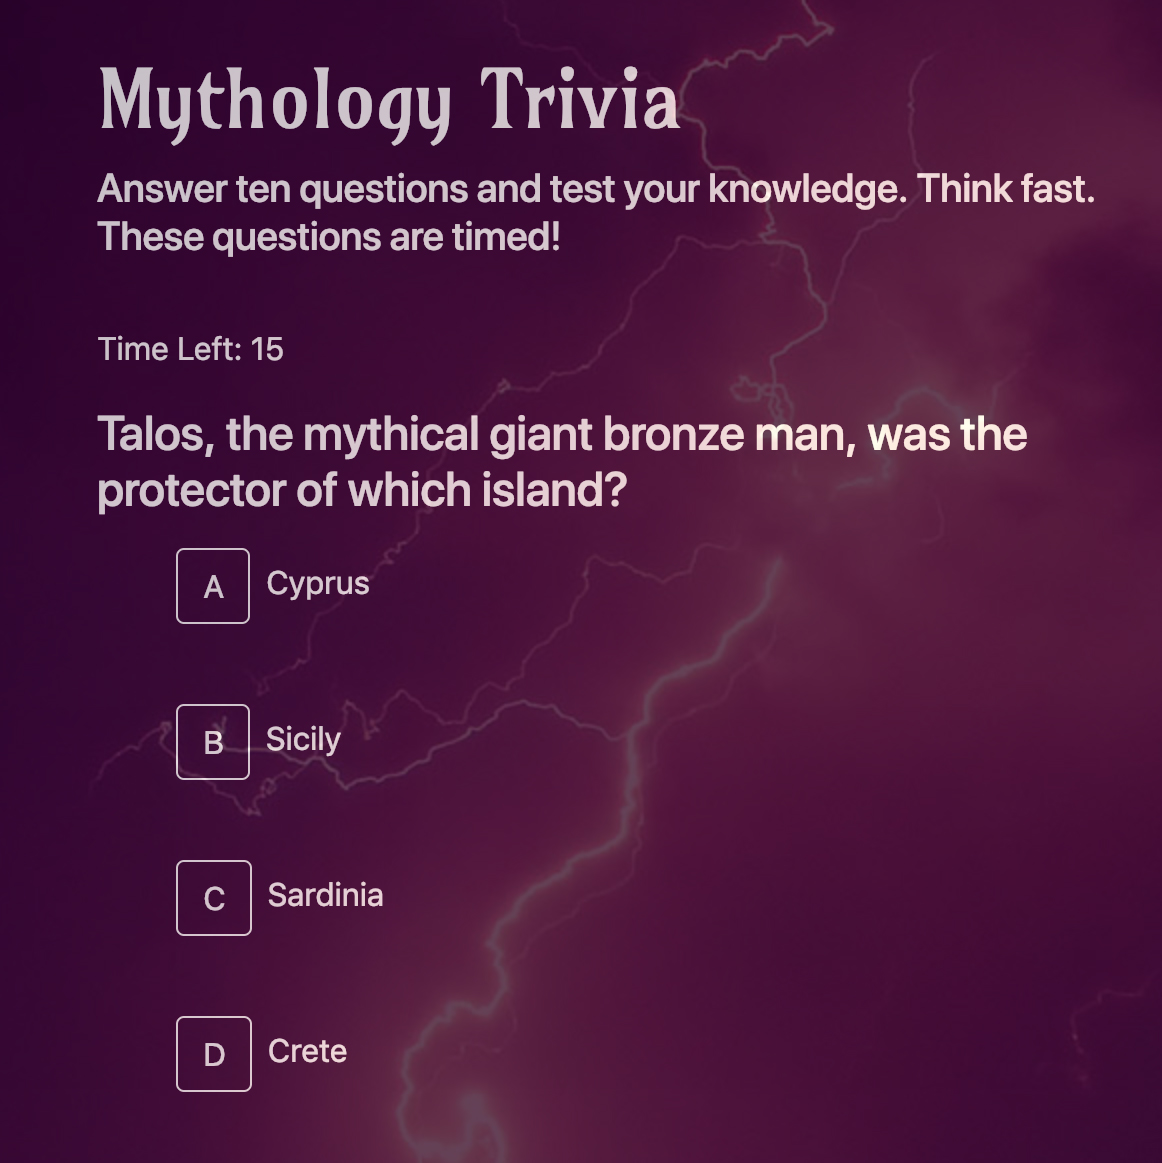 Mythology Trivia
Answer ten questions and test your knowledge. Think fast.
These questions are timed!
Time Left: 15
Talos, the mythical giant bronze man, was the
protector of which island?
A Cyprus
B Sicily
C Sardinia
D Crete